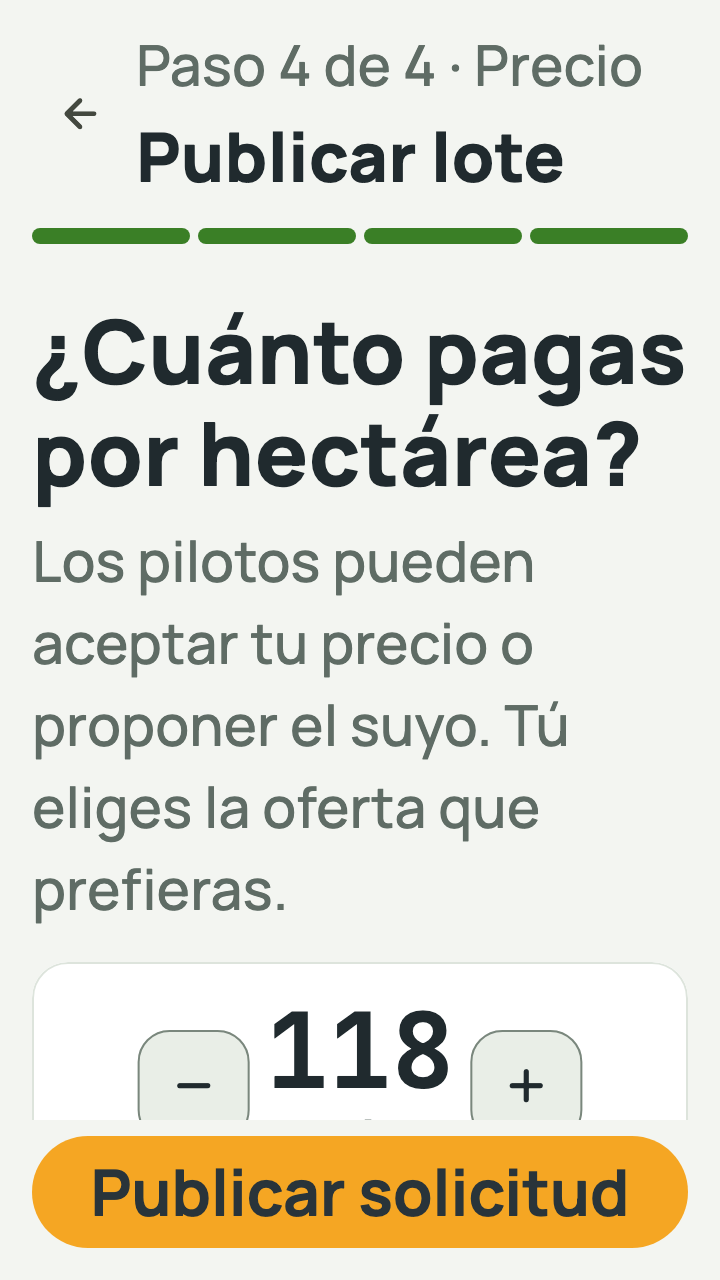 Paso 4 de 4 · Precio
Publicar lote
¿Cuánto pagas
por hectárea?
Los pilotos pueden
aceptar tu precio o
proponer el suyo. Tú
eliges la oferta que
prefieras.
− 118 +
Publicar solicitud